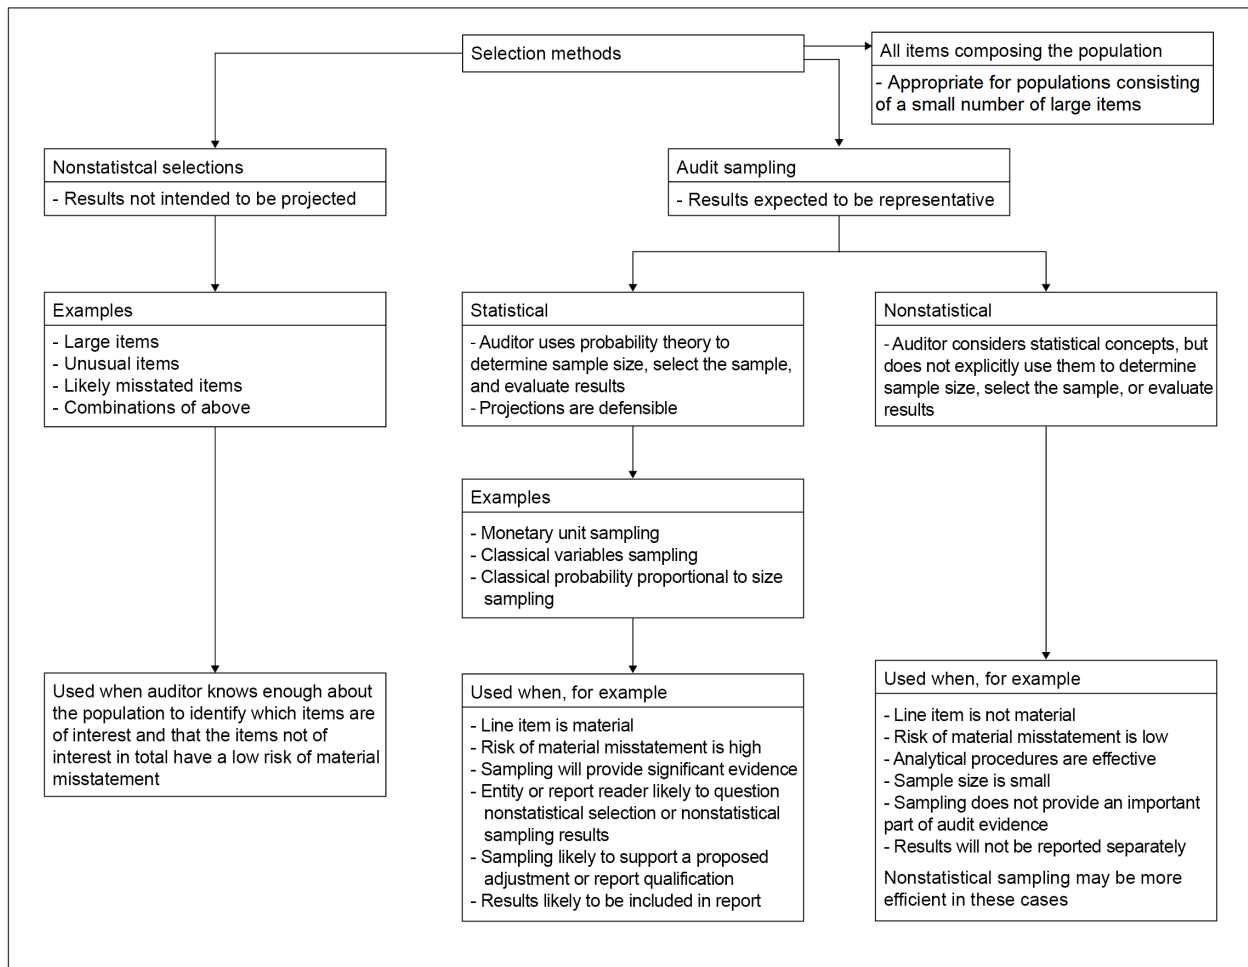 Selection methods
All items composing the population
- Appropriate for populations consisting
of a small number of large items
Nonstatistcal selections
- Results not intended to be projected
Audit sampling
- Results expected to be representative
Examples
- Large items
- Unusual items
- Likely misstated items
- Combinations of above
Statistical
- Auditor uses probability theory to
determine sample size, select the sample,
and evaluate results
- Projections are defensible
Nonstatistical
- Auditor considers statistical concepts, but
does not explicitly use them to determine
sample size, select the sample, or evaluate
results
Examples
- Monetary unit sampling
- Classical variables sampling
- Classical probability proportional to size
sampling
Used when auditor knows enough about
the population to identify which items are
of interest and that the items not of
interest in total have a low risk of material
misstatement
Used when, for example
- Line item is material
- Risk of material misstatement is high
- Sampling will provide significant evidence
- Entity or report reader likely to question
nonstatistical selection or nonstatistical
sampling results
- Sampling likely to support a proposed
adjustment or report qualification
- Results likely to be included in report
Used when, for example
- Line item is not material
- Risk of material misstatement is low
- Analytical procedures are effective
- Sample size is small
- Sampling does not provide an important
part of audit evidence
- Results will not be reported separately
Nonstatistical sampling may be more
efficient in these cases